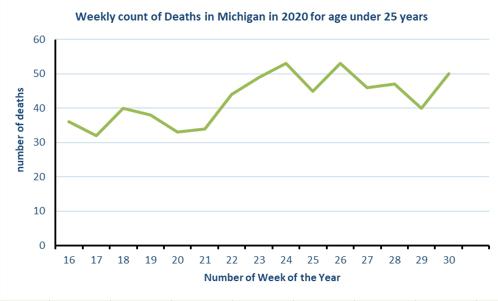 Weekly count of Deaths in Michigan in 2020 for age under 25 years
60
50
40
30
20
10
0
number of deaths
16 17 18 19 20 21 22 23 24 25 26 27 28 29 30
Number of Week of the Year